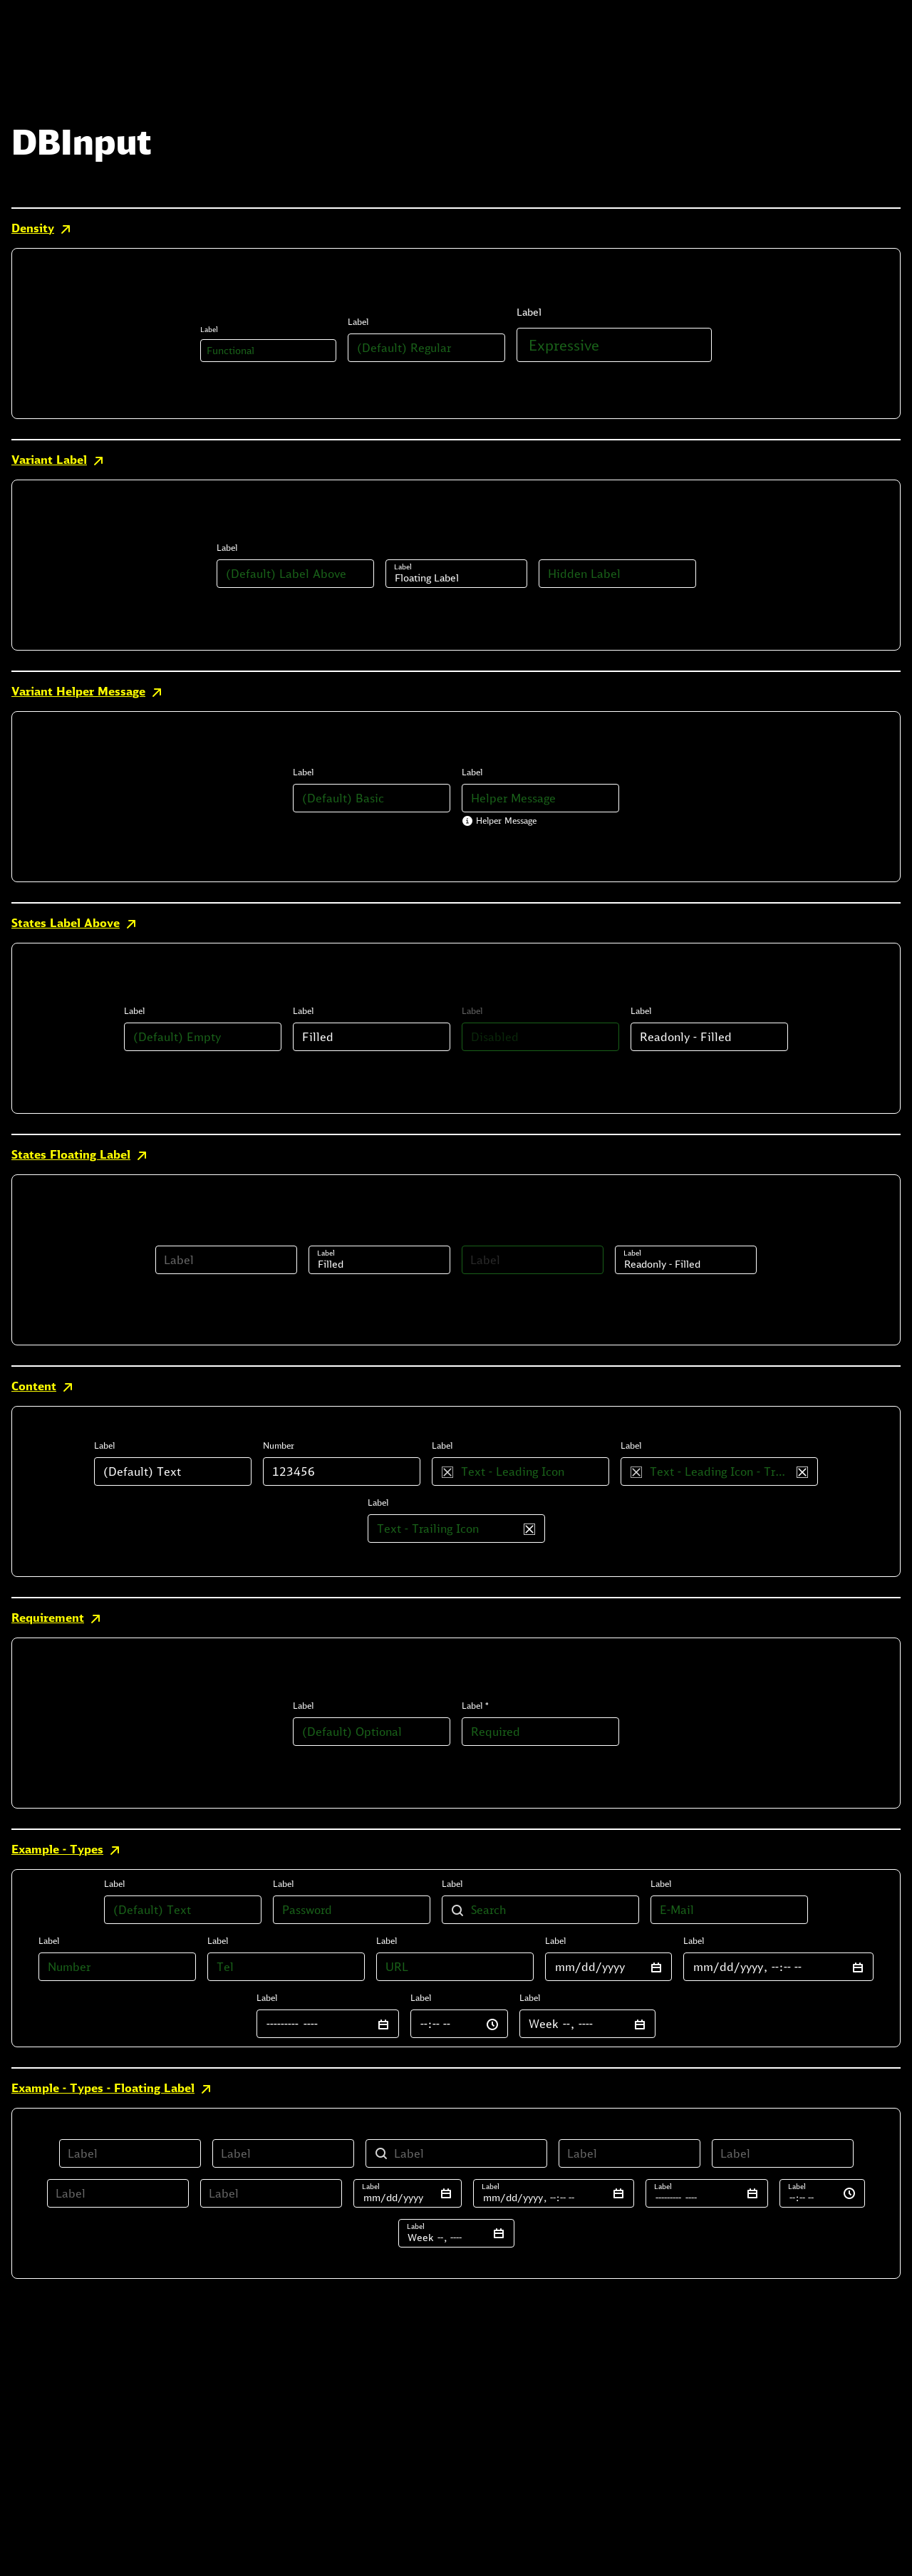 DBInput
Density
Label
Label
Label
Functional
(Default) Regular
Expressive
Variant Label
Label
(Default) Label Above
Label
Floating Label
Hidden Label
Variant Helper Message
Label
Label
(Default) Basic
Helper Message
Helper Message
States Label Above
Label
Label
Label
Label
(Default) Empty
Filled
Disabled
Readonly - Filled
States Floating Label
Label
Label
Filled
Label
Label
Readonly - Filled
Content
Label
Number
Label
Label
(Default) Text
123456
Text - Leading Icon
Text - Leading Icon - Tr...
Label
Text - Trailing Icon
Requirement
Label
Label *
(Default) Optional
Required
Example - Types
Label
Label
Label
Label
(Default) Text
Password
Search
E-Mail
Label
Label
Label
Label
Label
Number
Tel
URL
mm/dd/yyyy
mm/dd/yyyy, --:-- --
Label
Label
Label
--------- ----
--:-- --
Week --, ----
Example - Types - Floating Label
Label
Label
Label
Label
Label
Label
Label
Label
mm/dd/yyyy
Label
mm/dd/yyyy, --:-- --
Label
--------- ----
Label
--:-- --
Label
Week --, ----